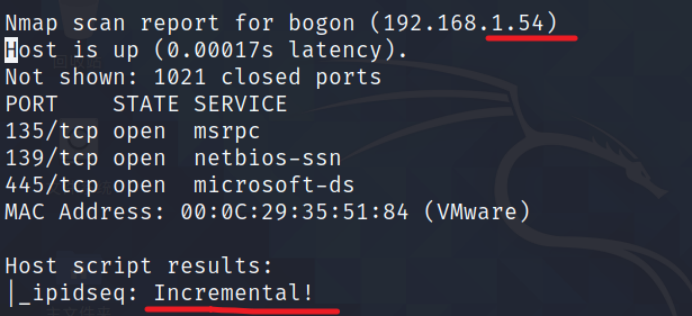 Nmap scan report for bogon (192.168.1.54)
Host is up (0.00017s latency).
Not shown: 1021 closed ports
PORT    STATE SERVICE
135/tcp open  msrpc
139/tcp open  netbios-ssn
445/tcp open  microsoft-ds
MAC Address: 00:0C:29:35:51:84 (VMware)

Host script results:
|_ipidseq: Incremental!